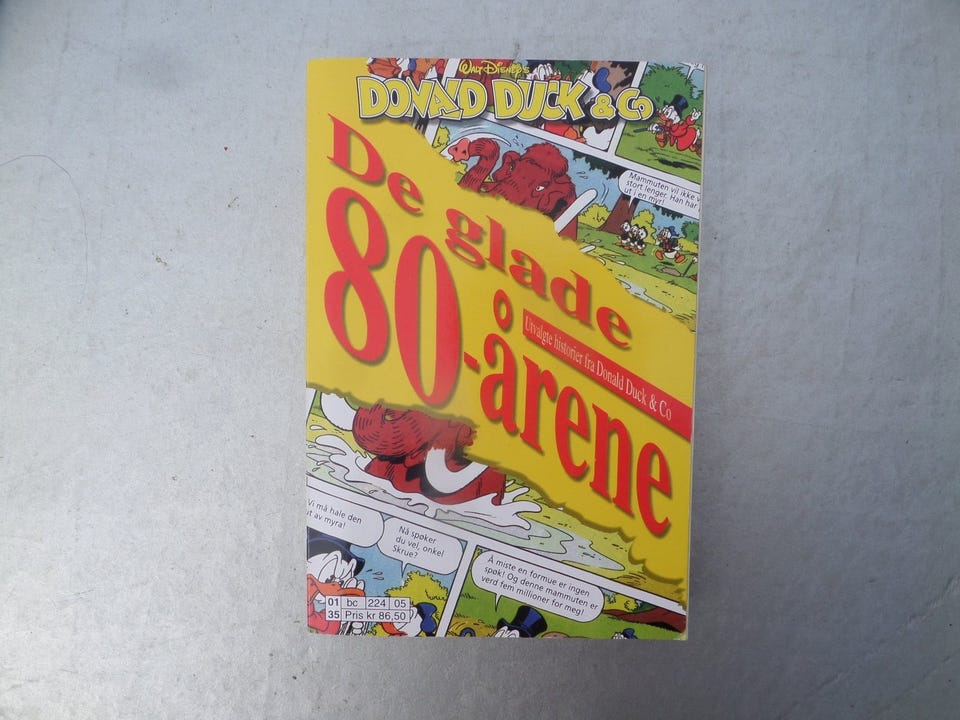 WALT DISNEY'S
DONALD DUCK & Co
De
glade
80-årene
Utvalgte historier fra Donald Duck & Co
Mammuten vil ikke
stort lenger. Han har
ut i en myr!
Vi må hale den
ut av myra!
Nå spøker
du vel, onkel
Skrue?
Å miste en formue er ingen
spøk! Og denne mammuten er
verd fem millioner for meg!
01 bc 224 05
35 Pris kr 86,50